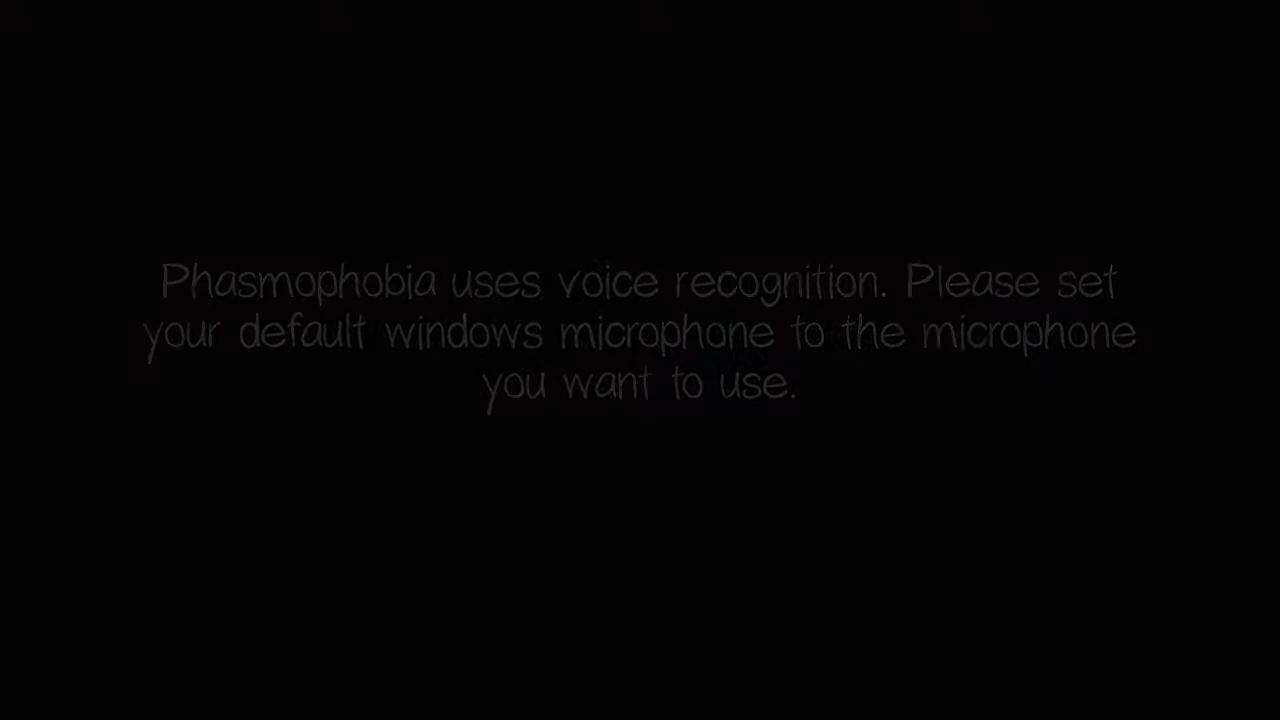 Phasmophobia uses voice recognition. Please set
your default windows microphone to the microphone
you want to use.